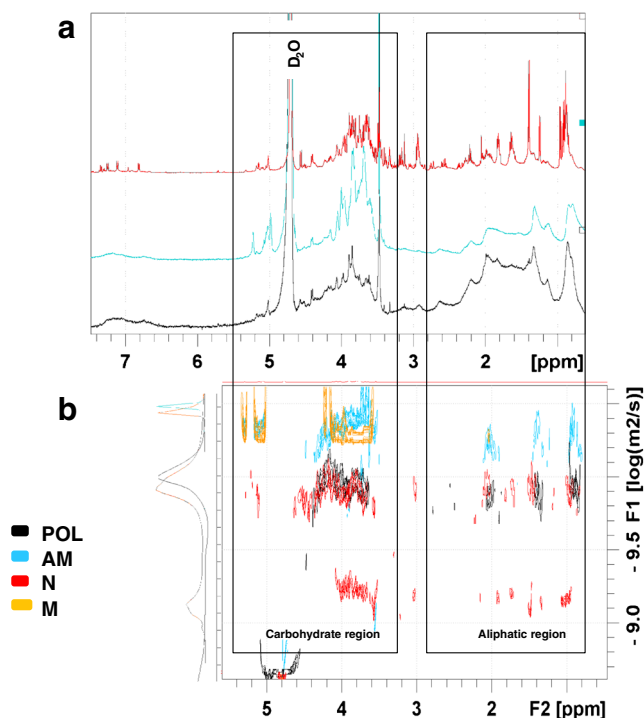 a
D₂O
7 6 5 4 3 2 [ppm]
b
POL
AM
N
M
Carbohydrate region
Aliphatic region
- 9.5
- 9.0
F1 [log(m2/s)]
5 4 3 2 F2 [ppm]